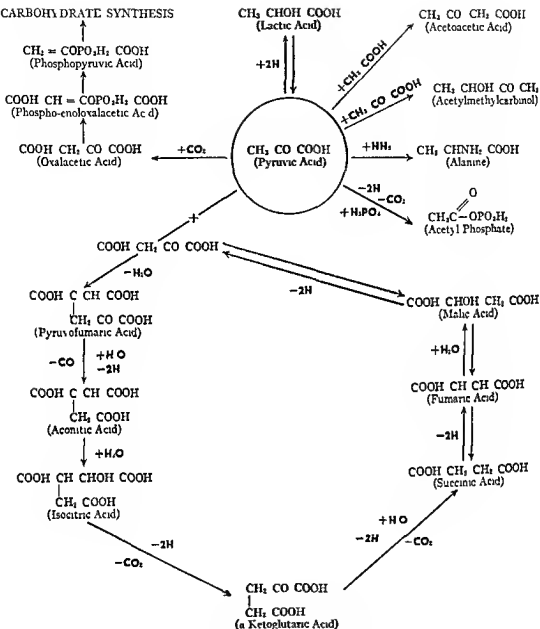 CARBOHYDRATE SYNTHESIS
CH₂ = COPO₃H₂ COOH
(Phosphopyruvic Acid)
COOH CH = COPO₃H₂ COOH
(Phospho-enoloxalacetic Ac d)
COOH CH₂ CO COOH
(Oxalacetic Acid)
+CO₂
CH₃ CHOH COOH
(Lactic Acid)
+2H
CH₃ CO COOH
(Pyruvic Acid)
+CH₃ COOH
CH₃ CO CH₂ COOH
(Acetoacetic Acid)
+CH₃ CO COOH
CH₃ CHOH CO CH₃
(Acetylmethylcarbinol)
+HH₃
CH₃ CHNH₂ COOH
(Alanine)
-2H
-CO₂
+H₃PO₄
O
CH₃C - OPO₃H₂
(Acetyl Phosphate)
+
COOH CH₂ CO COOH
-H₂O
-2H
COOH C CH COOH
CH₂ CO COOH
(Pyruvofumaric Acid)
-CO
+H O
-2H
COOH C CH COOH
CH₂ COOH
(Aconitic Acid)
+H₂O
COOH CH CHOH COOH
CH₂ COOH
(Isocitric Acid)
-2H
-CO₂
CH₂ CO COOH
CH₂ COOH
(α Ketoglutaric Acid)
+H O
-2H
-CO₂
COOH CH₂ CH₂ COOH
(Succinic Acid)
-2H
COOH CH CH COOH
(Fumaric Acid)
+H₂O
COOH CHOH CH₂ COOH
(Malic Acid)